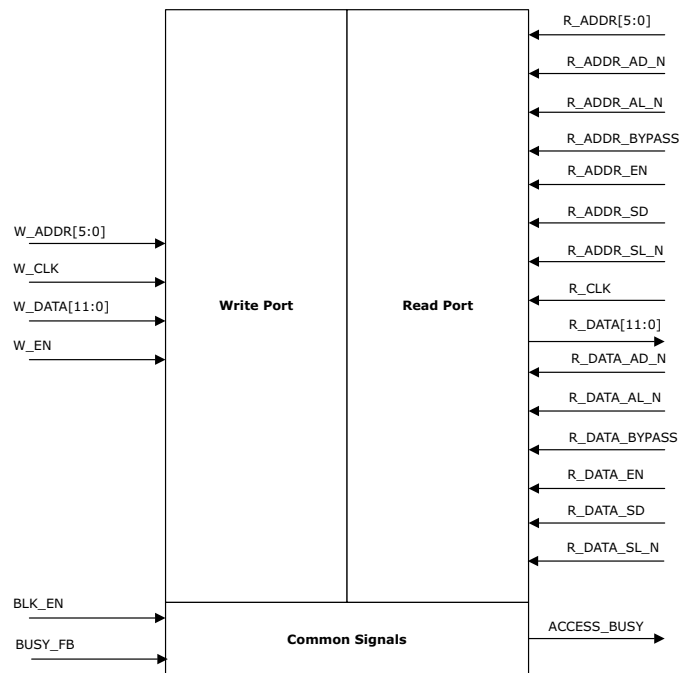 R_ADDR[5:0]
R_ADDR_AD_N
R_ADDR_AL_N
R_ADDR_BYPASS
R_ADDR_EN
R_ADDR_SD
W_ADDR[5:0]
R_ADDR_SL_N
W_CLK
R_CLK
W_DATA[11:0]
Write Port
Read Port
R_DATA[11:0]
W_EN
R_DATA_AD_N
R_DATA_AL_N
R_DATA_BYPASS
R_DATA_EN
R_DATA_SD
R_DATA_SL_N
BLK_EN
ACCESS_BUSY
BUSY_FB
Common Signals